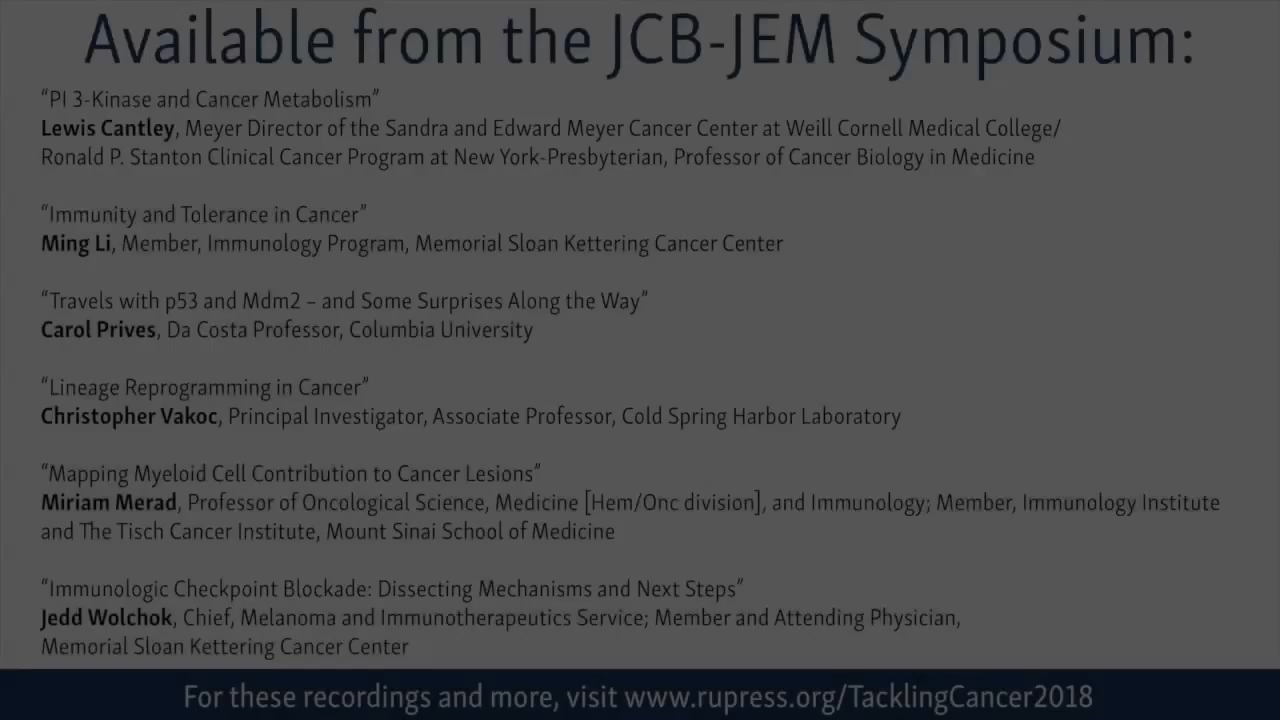 Available from the JCB-JEM Symposium:
“PI 3-Kinase and Cancer Metabolism”
Lewis Cantley, Meyer Director of the Sandra and Edward Meyer Cancer Center at Weill Cornell Medical College/
Ronald P. Stanton Clinical Cancer Program at New York-Presbyterian, Professor of Cancer Biology in Medicine
“Immunity and Tolerance in Cancer”
Ming Li, Member, Immunology Program, Memorial Sloan Kettering Cancer Center
“Travels with p53 and Mdm2 – and Some Surprises Along the Way”
Carol Prives, Da Costa Professor, Columbia University
“Lineage Reprogramming in Cancer”
Christopher Vakoc, Principal Investigator, Associate Professor, Cold Spring Harbor Laboratory
“Mapping Myeloid Cell Contribution to Cancer Lesions”
Miriam Merad, Professor of Oncological Science, Medicine [Hem/Onc division], and Immunology; Member, Immunology Institute
and The Tisch Cancer Institute, Mount Sinai School of Medicine
“Immunologic Checkpoint Blockade: Dissecting Mechanisms and Next Steps”
Jedd Wolchok, Chief, Melanoma and Immunotherapeutics Service; Member and Attending Physician,
Memorial Sloan Kettering Cancer Center
For these recordings and more, visit www.rupress.org/TacklingCancer2018